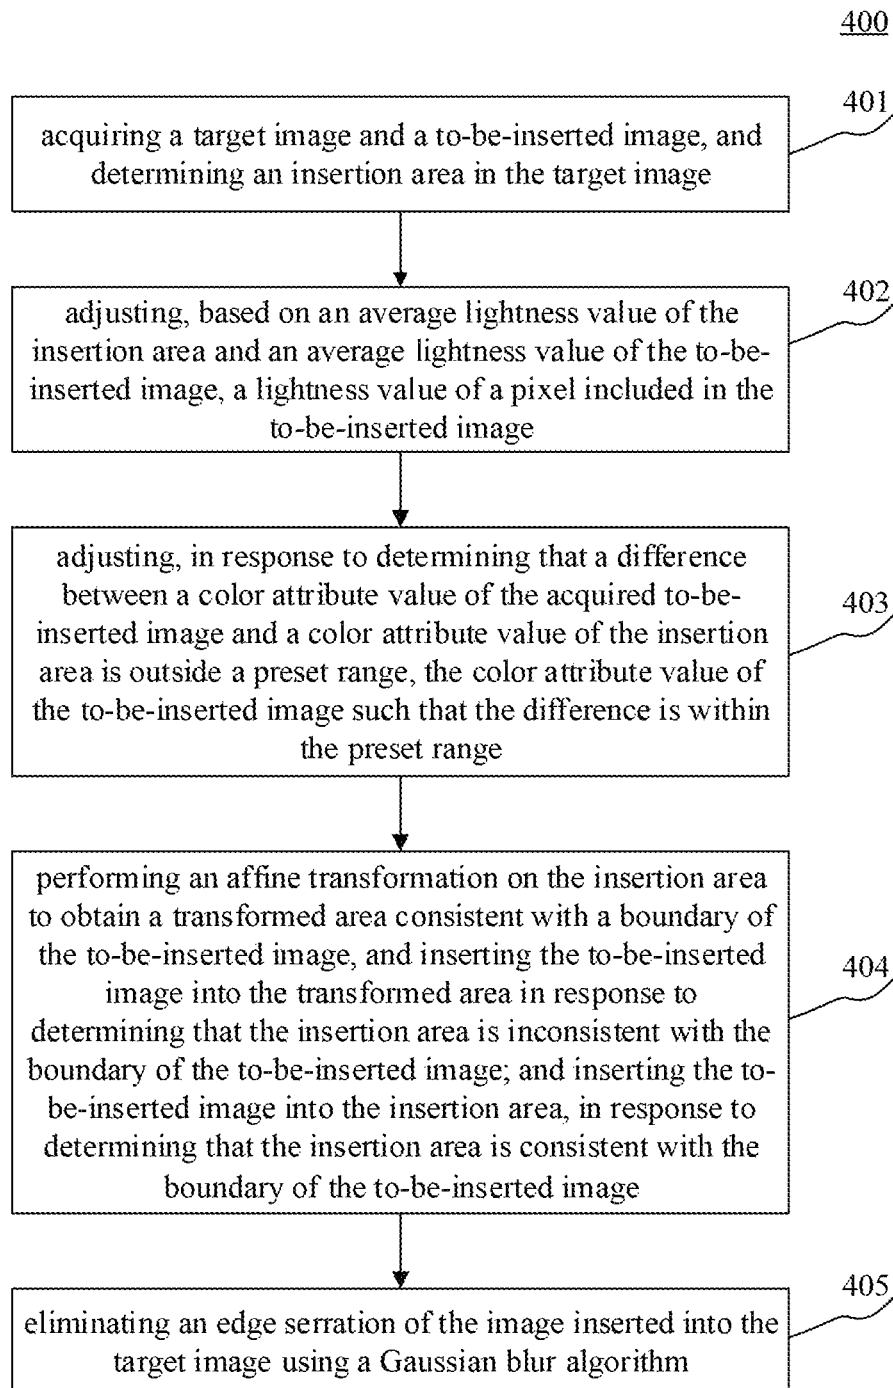 400
401
acquiring a target image and a to-be-inserted image, and
determining an insertion area in the target image
402
adjusting, based on an average lightness value of the
insertion area and an average lightness value of the to-be-
inserted image, a lightness value of a pixel included in the
to-be-inserted image
403
adjusting, in response to determining that a difference
between a color attribute value of the acquired to-be-
inserted image and a color attribute value of the insertion
area is outside a preset range, the color attribute value of
the to-be-inserted image such that the difference is within
the preset range
404
performing an affine transformation on the insertion area
to obtain a transformed area consistent with a boundary of
the to-be-inserted image, and inserting the to-be-inserted
image into the transformed area in response to
determining that the insertion area is inconsistent with the
boundary of the to-be-inserted image; and inserting the to-
be-inserted image into the insertion area, in response to
determining that the insertion area is consistent with the
boundary of the to-be-inserted image
405
eliminating an edge serration of the image inserted into the
target image using a Gaussian blur algorithm